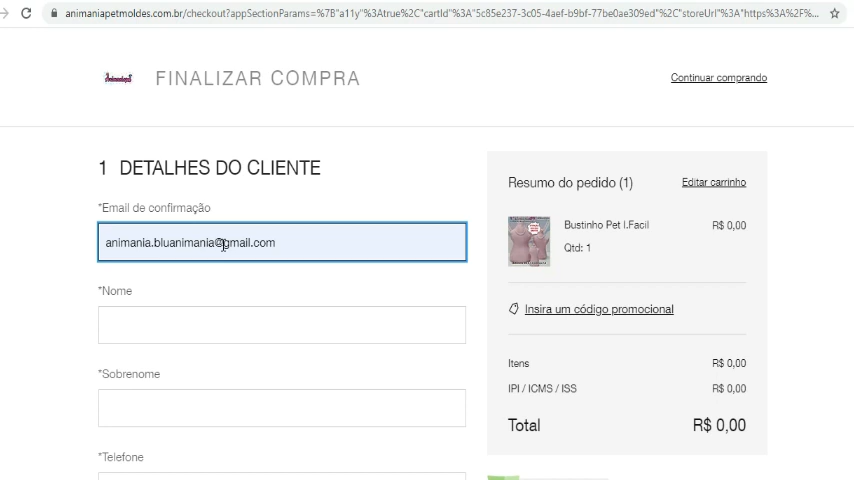 animaniapetmoldes.com.br/checkout?appSectionParams=%7B"a11y"%3Atrue%2C"cartId"%3A"5c85e237-3c05-4aef-b9bf-77be0ae309ed"%2C"storeUrl"%3A"https%3A%2F%...
FINALIZAR COMPRA
Continuar comprando
1 DETALHES DO CLIENTE
*Email de confirmação
animania.bluanimania@gmail.com
*Nome
*Sobrenome
*Telefone
Resumo do pedido (1)
Editar carrinho
Bustinho Pet I.Facil
R$ 0,00
Qtd: 1
Insira um código promocional
Itens
R$ 0,00
IPI / ICMS / ISS
R$ 0,00
Total
R$ 0,00